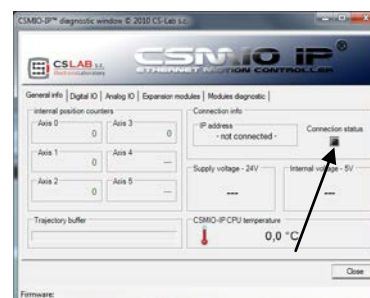 CSMIO-IP™ diagnostic window © 2010 CS-Lab s.c.
CSLAB s.c.
ElectronicLaboratory
CSMIO IP®
ETHERNET MOTION CONTROLLER
General info Digital IO Analog IO Expansion modules Modules diagnostic
Internal position counters
Axis 0 0
Axis 3 0
Axis 1 0
Axis 4 ---
Axis 2 0
Axis 5 ---
Connection info
IP address
- not connected -
Connection status
Supply voltage - 24V
---
Internal voltage - 5V
---
Trajectory buffer
CSMIO-IP CPU temperature
0,0 °C
Close
Firmware: